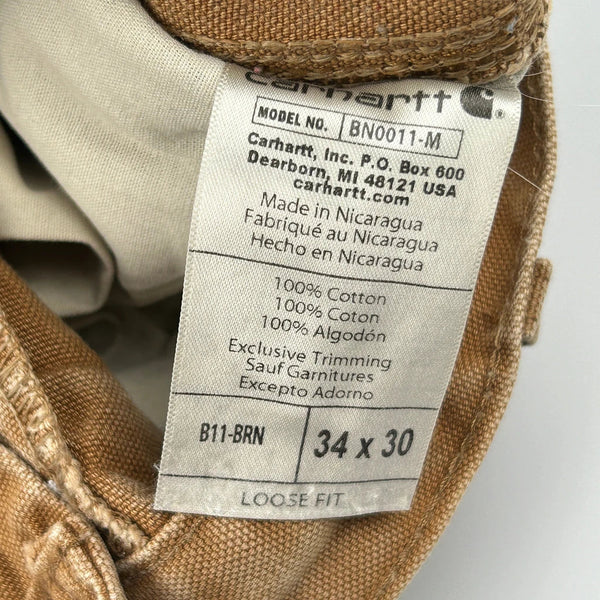 carhartt
MODEL NO. BN0011-M
Carhartt, Inc. P.O. Box 600
Dearborn, MI 48121 USA
carhartt.com
Made in Nicaragua
Fabriqué au Nicaragua
Hecho en Nicaragua
100% Cotton
100% Coton
100% Algodón
Exclusive Trimming
Sauf Garnitures
Excepto Adorno
B11-BRN 34 x 30
LOOSE FIT